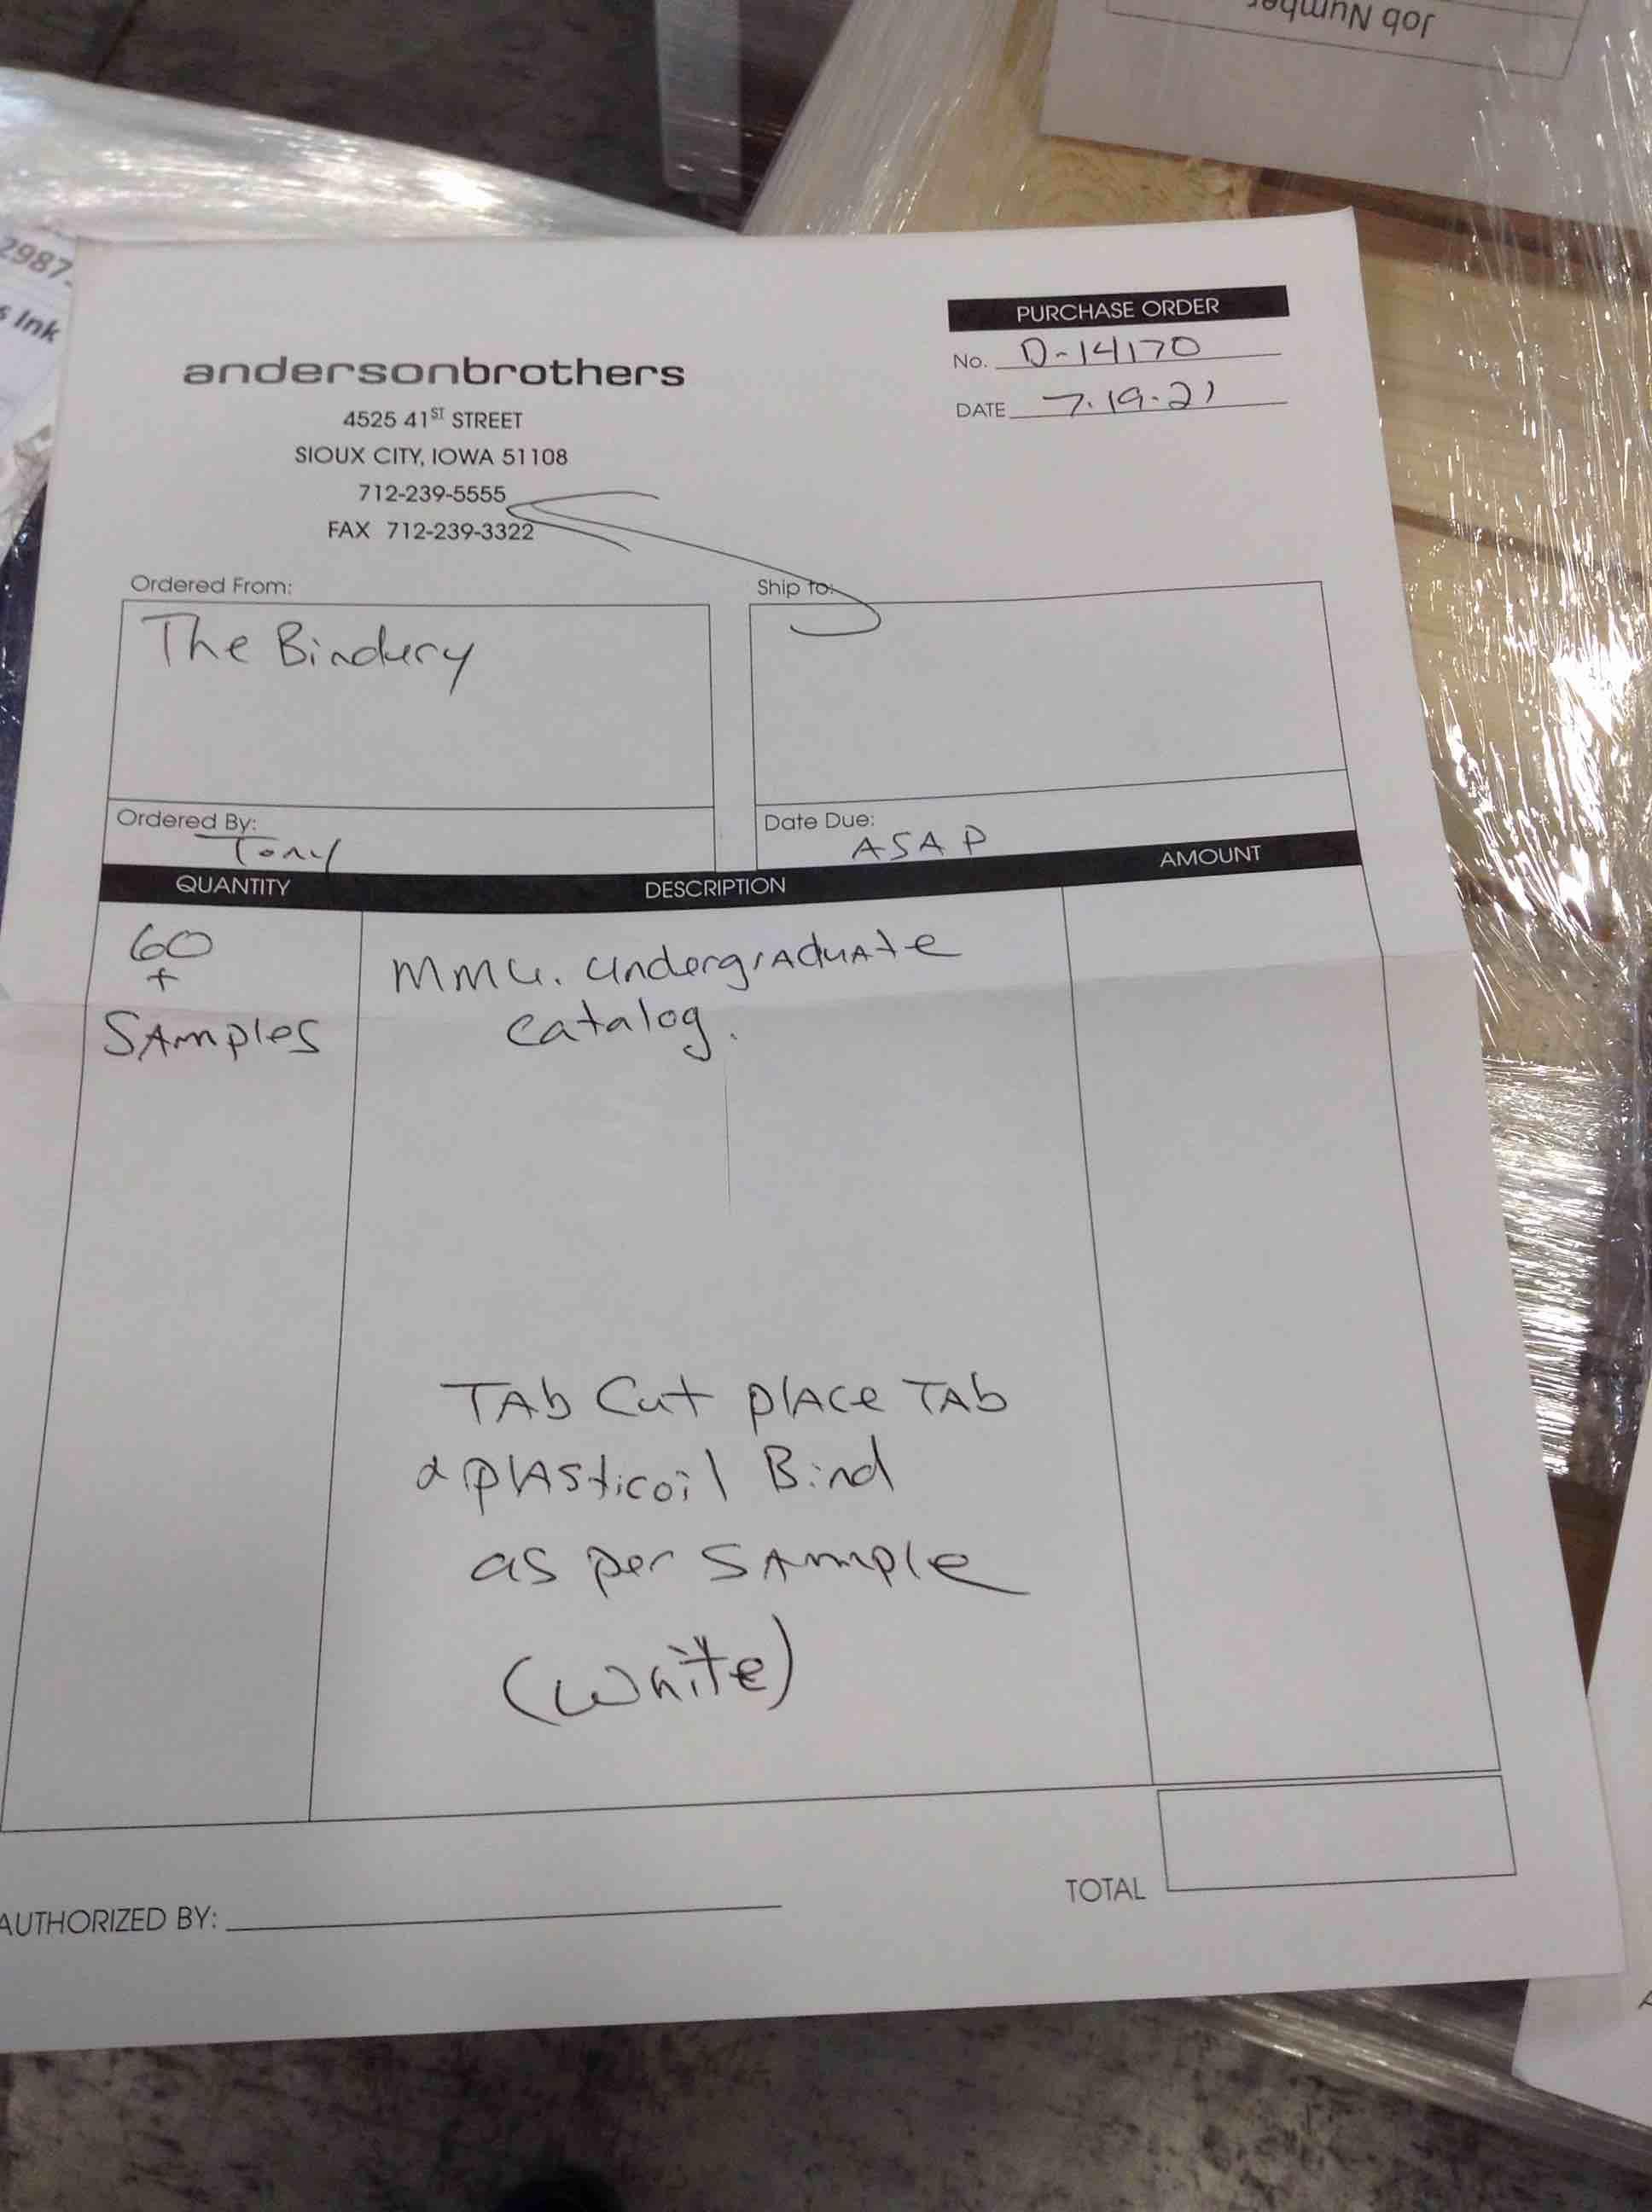 Job Number
2987-
s Ink
PURCHASE ORDER
No. D-14170
DATE 7.19.21
andersonbrothers
4525 41ST STREET
SIOUX CITY, IOWA 51108
712-239-5555
FAX 712-239-3322
Ordered From:
The Bindery
Ship to:
Ordered By:
Tony
Date Due:
ASAP
QUANTITY DESCRIPTION AMOUNT
60
+
SAmples
MMU. UndergrAduAte
catalog.
TAb Cut plAce TAb
& plAsticoil Bind
as per SAmple
(White)
TOTAL
AUTHORIZED BY: